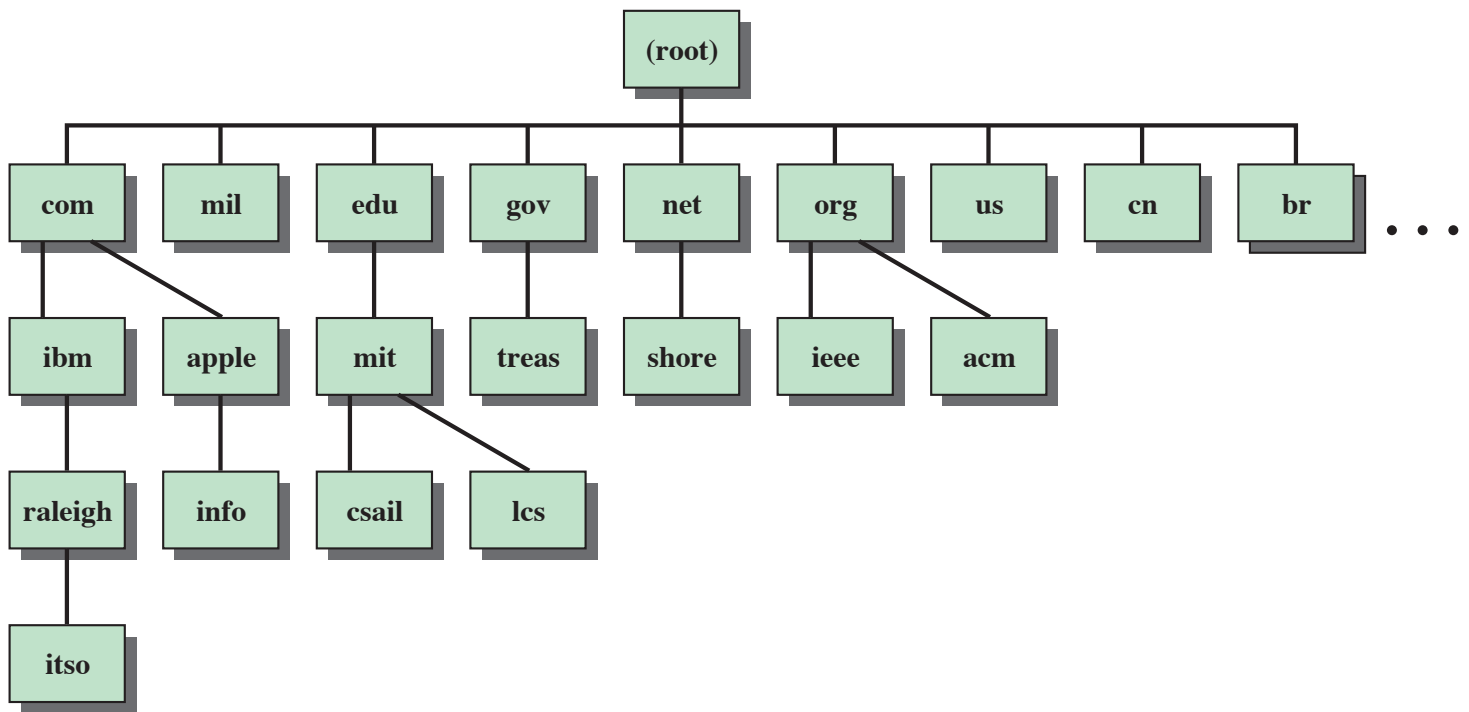 (root)
com mil edu gov net org us cn br . . .
ibm apple mit treas shore ieee acm
raleigh info csail lcs
itso